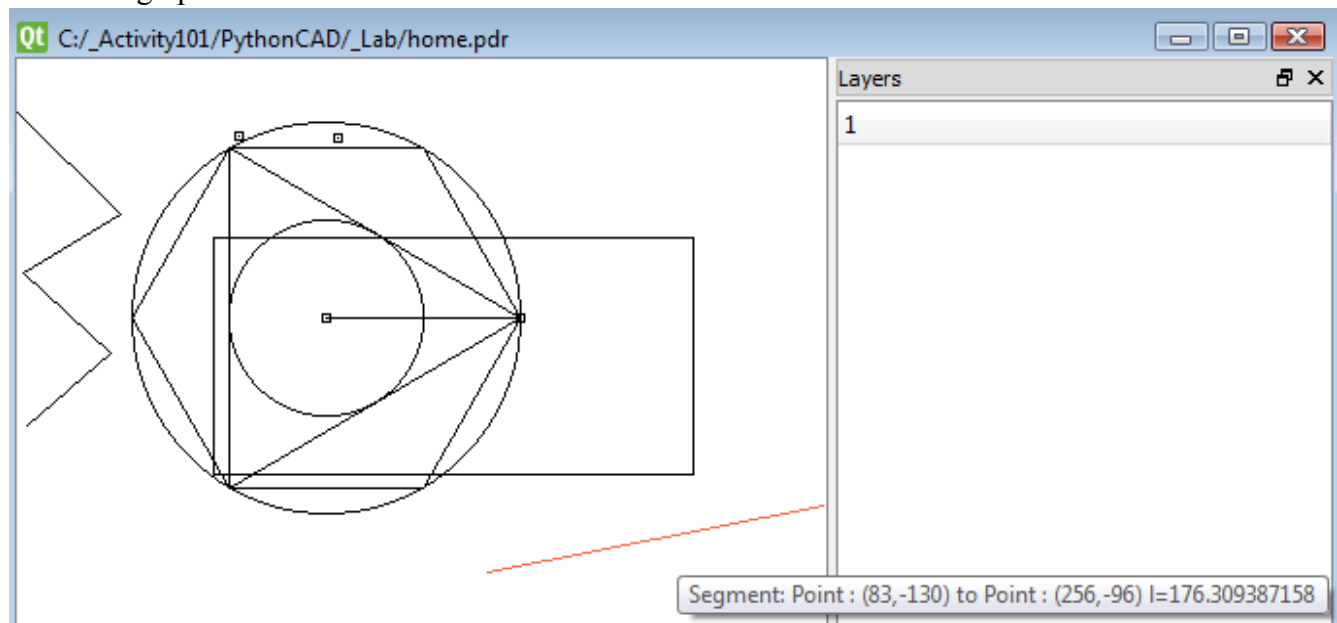 Qt C:/_Activity101/PythonCAD/_Lab/home.pdr
Layers
1
Segment: Point : (83,-130) to Point : (256,-96) l=176.309387158